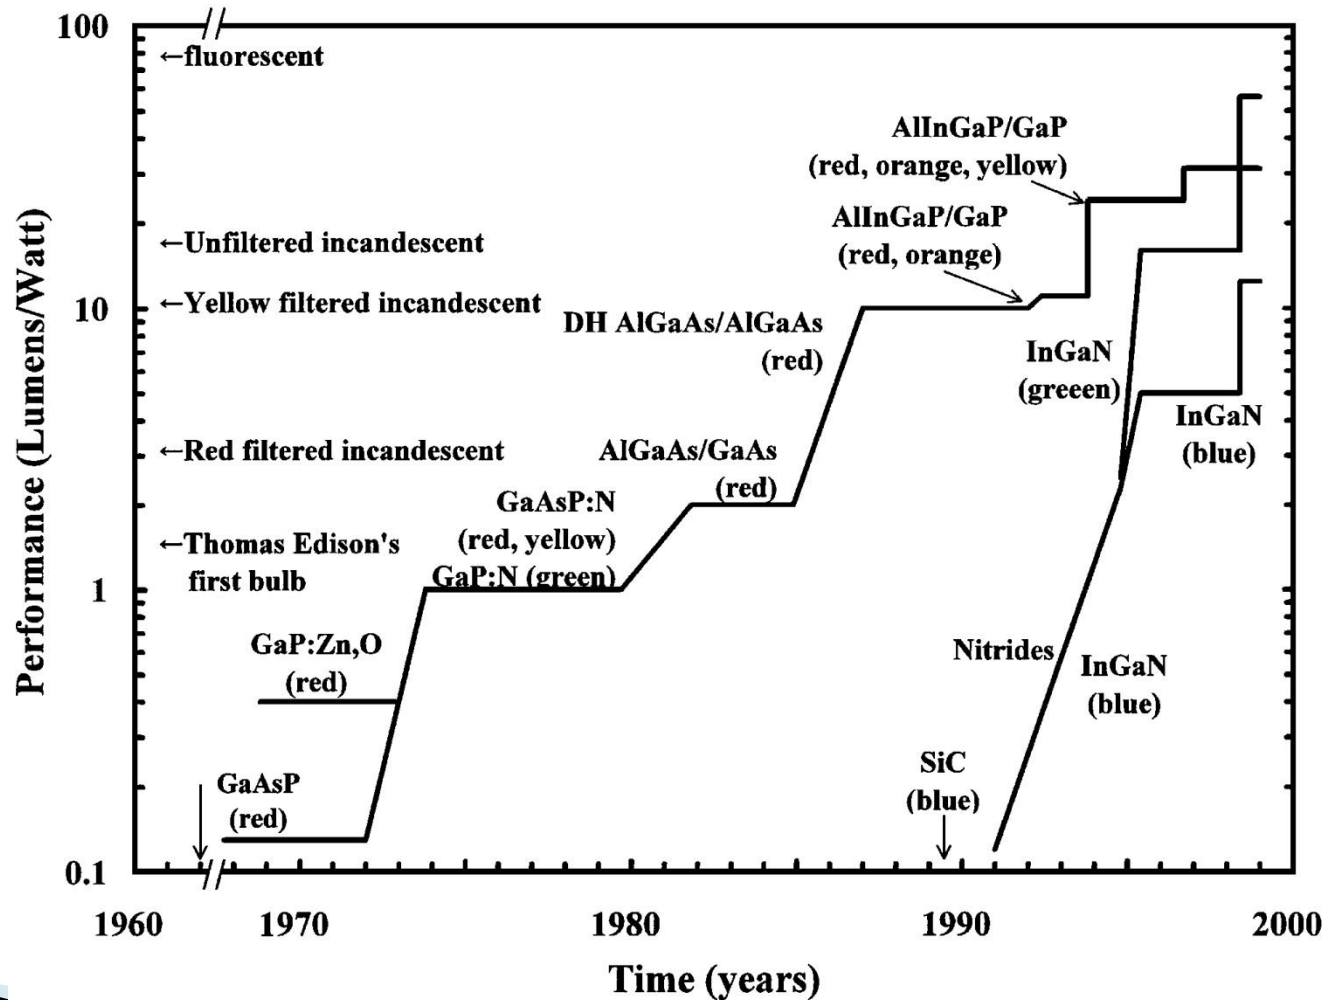 100
←fluorescent
AlInGaP/GaP
(red, orange, yellow)
AlInGaP/GaP
(red, orange)
←Unfiltered incandescent
10
←Yellow filtered incandescent
DH AlGaAs/AlGaAs
(red)
InGaN
(greeen)
InGaN
(blue)
←Red filtered incandescent
AlGaAs/GaAs
(red)
GaAsP:N
(red, yellow)
GaP:N (green)
←Thomas Edison's
first bulb
1
GaP:Zn,O
(red)
Nitrides
InGaN
(blue)
GaAsP
(red)
SiC
(blue)
0.1
1960 1970 1980 1990 2000
Time (years)
Performance (Lumens/Watt)